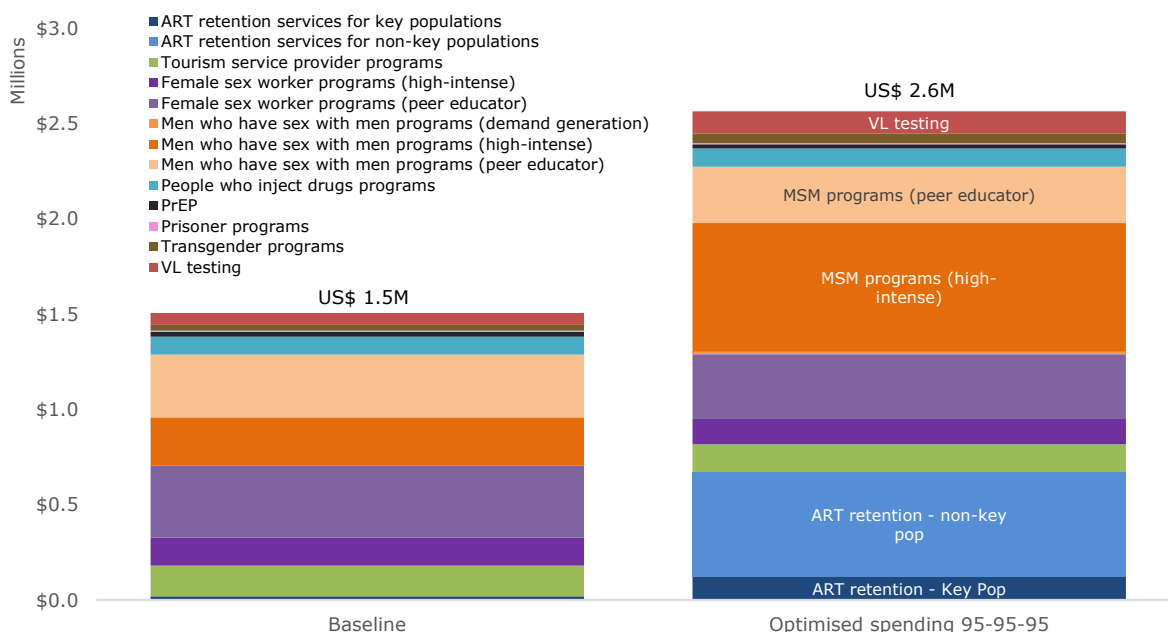 Millions
$3.0
$2.5
$2.0
$1.5
$1.0
$0.5
$0.0
ART retention services for key populations
ART retention services for non-key populations
Tourism service provider programs
Female sex worker programs (high-intense)
Female sex worker programs (peer educator)
Men who have sex with men programs (demand generation)
Men who have sex with men programs (high-intense)
Men who have sex with men programs (peer educator)
People who inject drugs programs
PrEP
Prisoner programs
Transgender programs
VL testing
US$ 1.5M
US$ 2.6M
VL testing
MSM programs (peer educator)
MSM programs (high-
intense)
ART retention - non-key
pop
ART retention - Key Pop
Baseline
Optimised spending 95-95-95